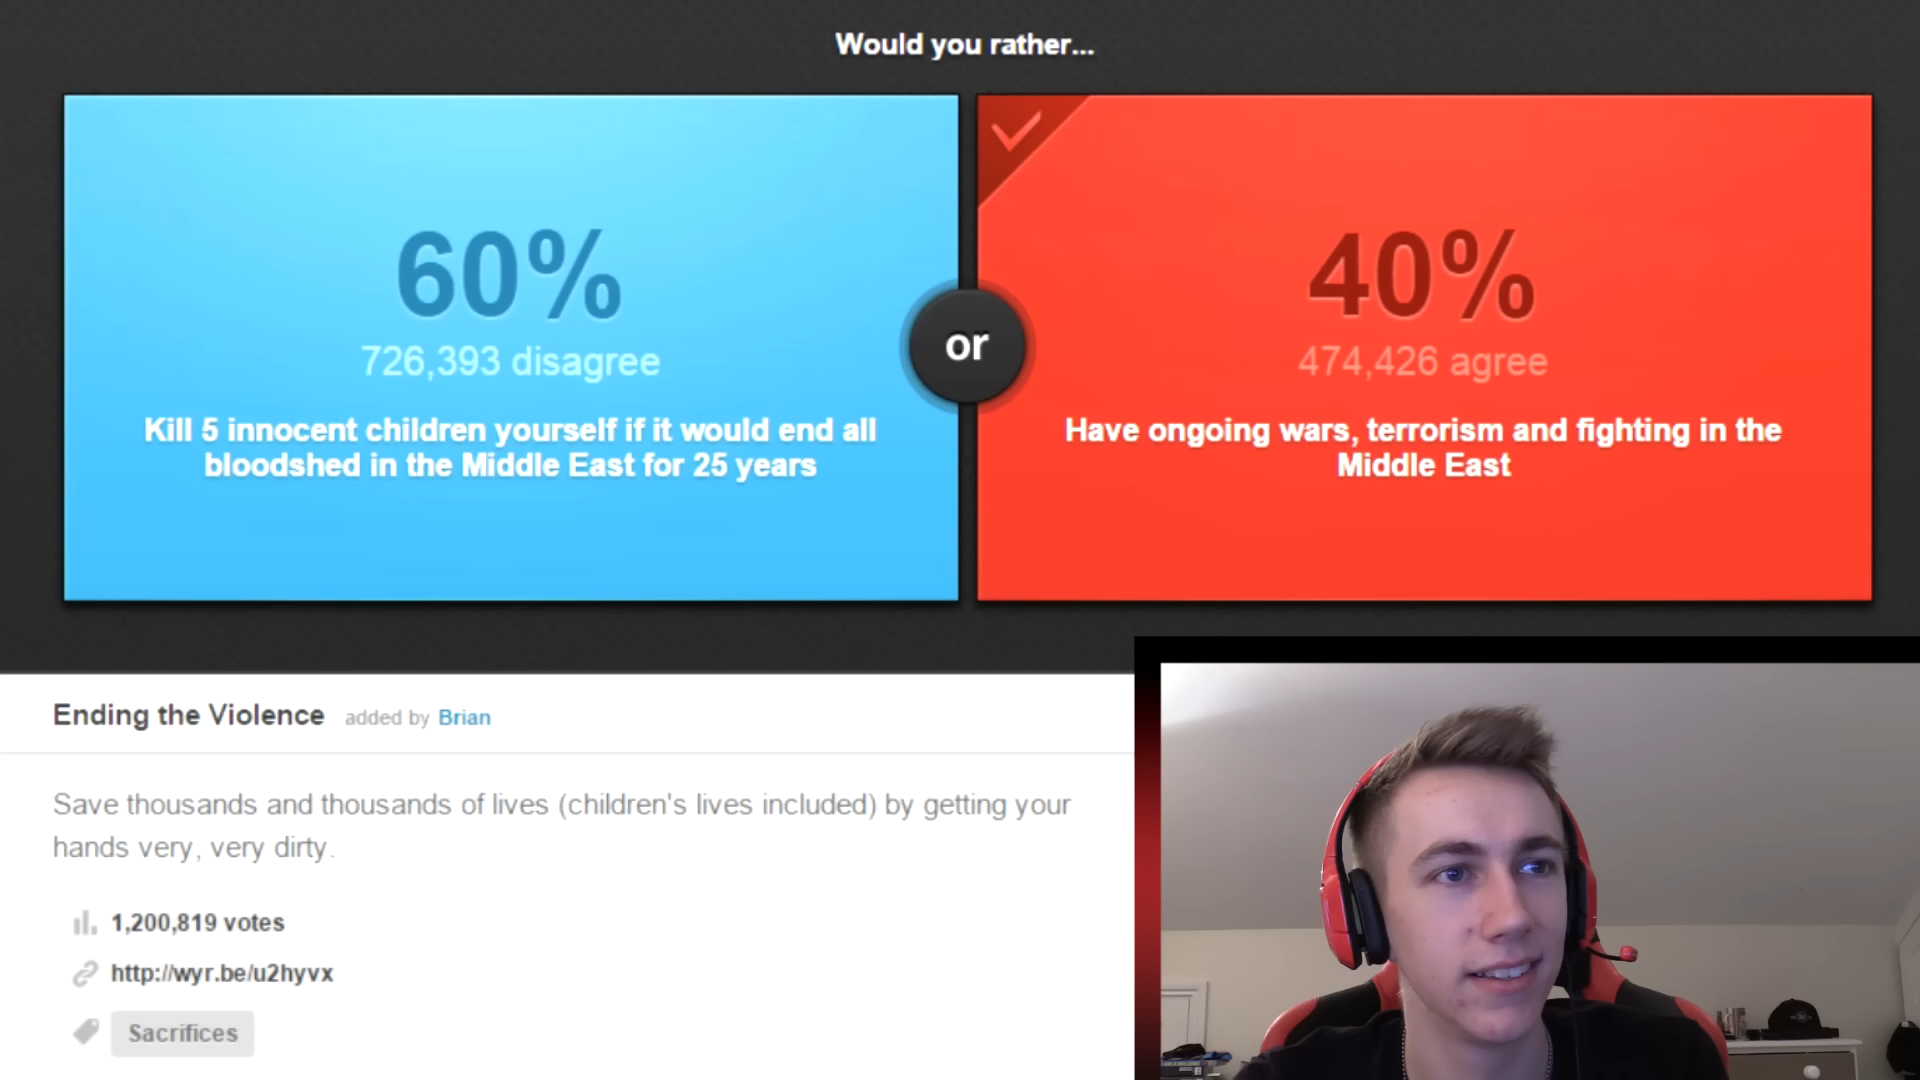 Would you rather...
60%
726,393 disagree
Kill 5 innocent children yourself if it would end all
bloodshed in the Middle East for 25 years
or
40%
474,426 agree
Have ongoing wars, terrorism and fighting in the
Middle East
Ending the Violence added by Brian
Save thousands and thousands of lives (children's lives included) by getting your
hands very, very dirty.
1,200,819 votes
http://wyr.be/u2hyvx
Sacrifices